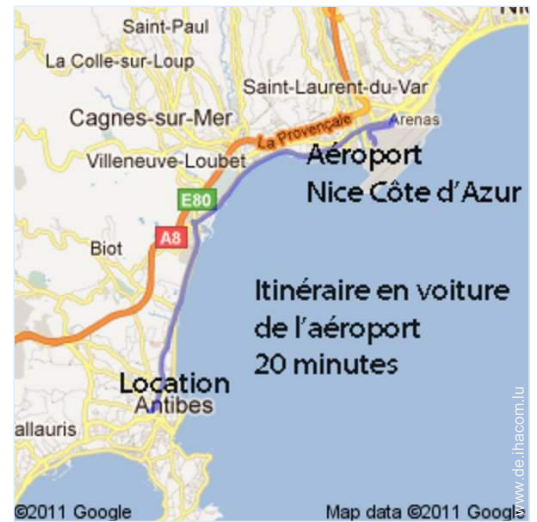 Ni
Saint-Paul
La Colle-sur-Loup
Saint-Laurent-du-Var
Cagnes-sur-Mer
La Provençale
Arenas
Villeneuve-Loubet
Aéroport
Nice Côte d'Azur
E80
A8
Biot
Itinéraire en voiture
de l'aéroport
20 minutes
Location
Antibes
allauris
©2011 Google
Map data ©2011 Google
www.de.ihacom.lu